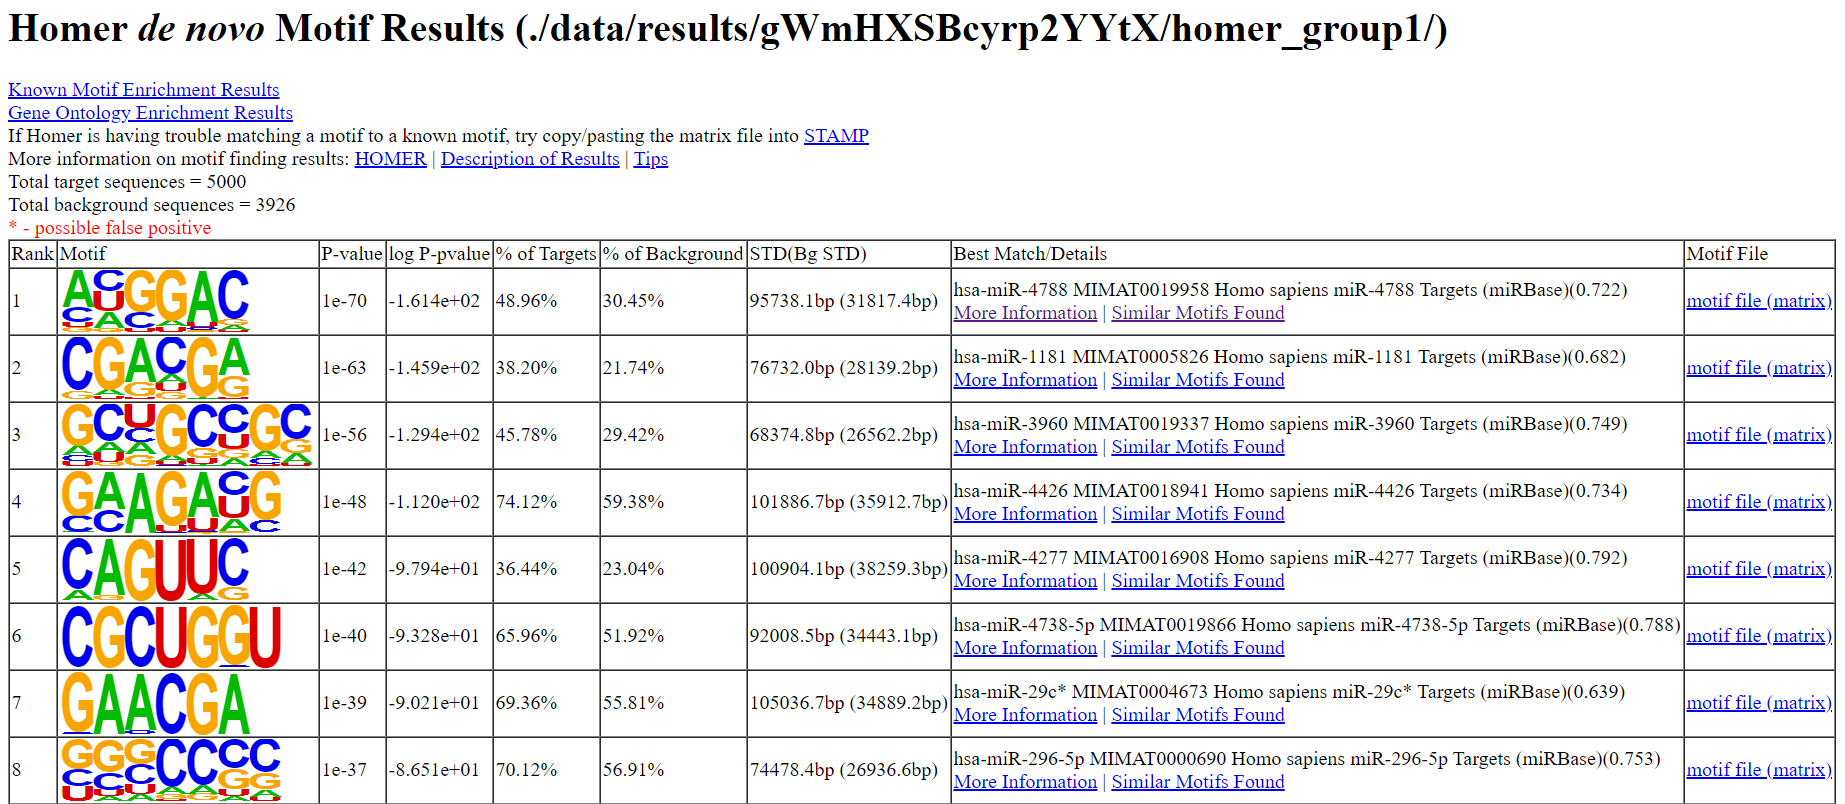 Homer de novo Motif Results (./data/results/gWmHXSBcyrp2YYtX/homer_group1/)
Known Motif Enrichment Results
Gene Ontology Enrichment Results
If Homer is having trouble matching a motif to a known motif, try copy/pasting the matrix file into STAMP
More information on motif finding results: HOMER | Description of Results | Tips
Total target sequences = 5000
Total background sequences = 3926
* - possible false positive
Rank Motif P-value log P-pvalue % of Targets % of Background STD(Bg STD) Best Match/Details Motif File
1 ACGGAC 1e-70 -1.614e+02 48.96% 30.45% 95738.1bp (31817.4bp) hsa-miR-4788 MIMAT0019958 Homo sapiens miR-4788 Targets (miRBase)(0.722)
More Information | Similar Motifs Found motif file (matrix)
2 CGACGA 1e-63 -1.459e+02 38.20% 21.74% 76732.0bp (28139.2bp) hsa-miR-1181 MIMAT0005826 Homo sapiens miR-1181 Targets (miRBase)(0.682)
More Information | Similar Motifs Found motif file (matrix)
3 GCUGCCGC 1e-56 -1.294e+02 45.78% 29.42% 68374.8bp (26562.2bp) hsa-miR-3960 MIMAT0019337 Homo sapiens miR-3960 Targets (miRBase)(0.749)
More Information | Similar Motifs Found motif file (matrix)
4 GAAGACG 1e-48 -1.120e+02 74.12% 59.38% 101886.7bp (35912.7bp) hsa-miR-4426 MIMAT0018941 Homo sapiens miR-4426 Targets (miRBase)(0.734)
More Information | Similar Motifs Found motif file (matrix)
5 CAGUUC 1e-42 -9.794e+01 36.44% 23.04% 100904.1bp (38259.3bp) hsa-miR-4277 MIMAT0016908 Homo sapiens miR-4277 Targets (miRBase)(0.792)
More Information | Similar Motifs Found motif file (matrix)
6 CGCUGGU 1e-40 -9.328e+01 65.96% 51.92% 92008.5bp (34443.1bp) hsa-miR-4738-5p MIMAT0019866 Homo sapiens miR-4738-5p Targets (miRBase)(0.788)
More Information | Similar Motifs Found motif file (matrix)
7 GAACGA 1e-39 -9.021e+01 69.36% 55.81% 105036.7bp (34889.2bp) hsa-miR-29c* MIMAT0004673 Homo sapiens miR-29c* Targets (miRBase)(0.639)
More Information | Similar Motifs Found motif file (matrix)
8 GGGCCCC 1e-37 -8.651e+01 70.12% 56.91% 74478.4bp (26936.6bp) hsa-miR-296-5p MIMAT0000690 Homo sapiens miR-296-5p Targets (miRBase)(0.753)
More Information | Similar Motifs Found motif file (matrix)